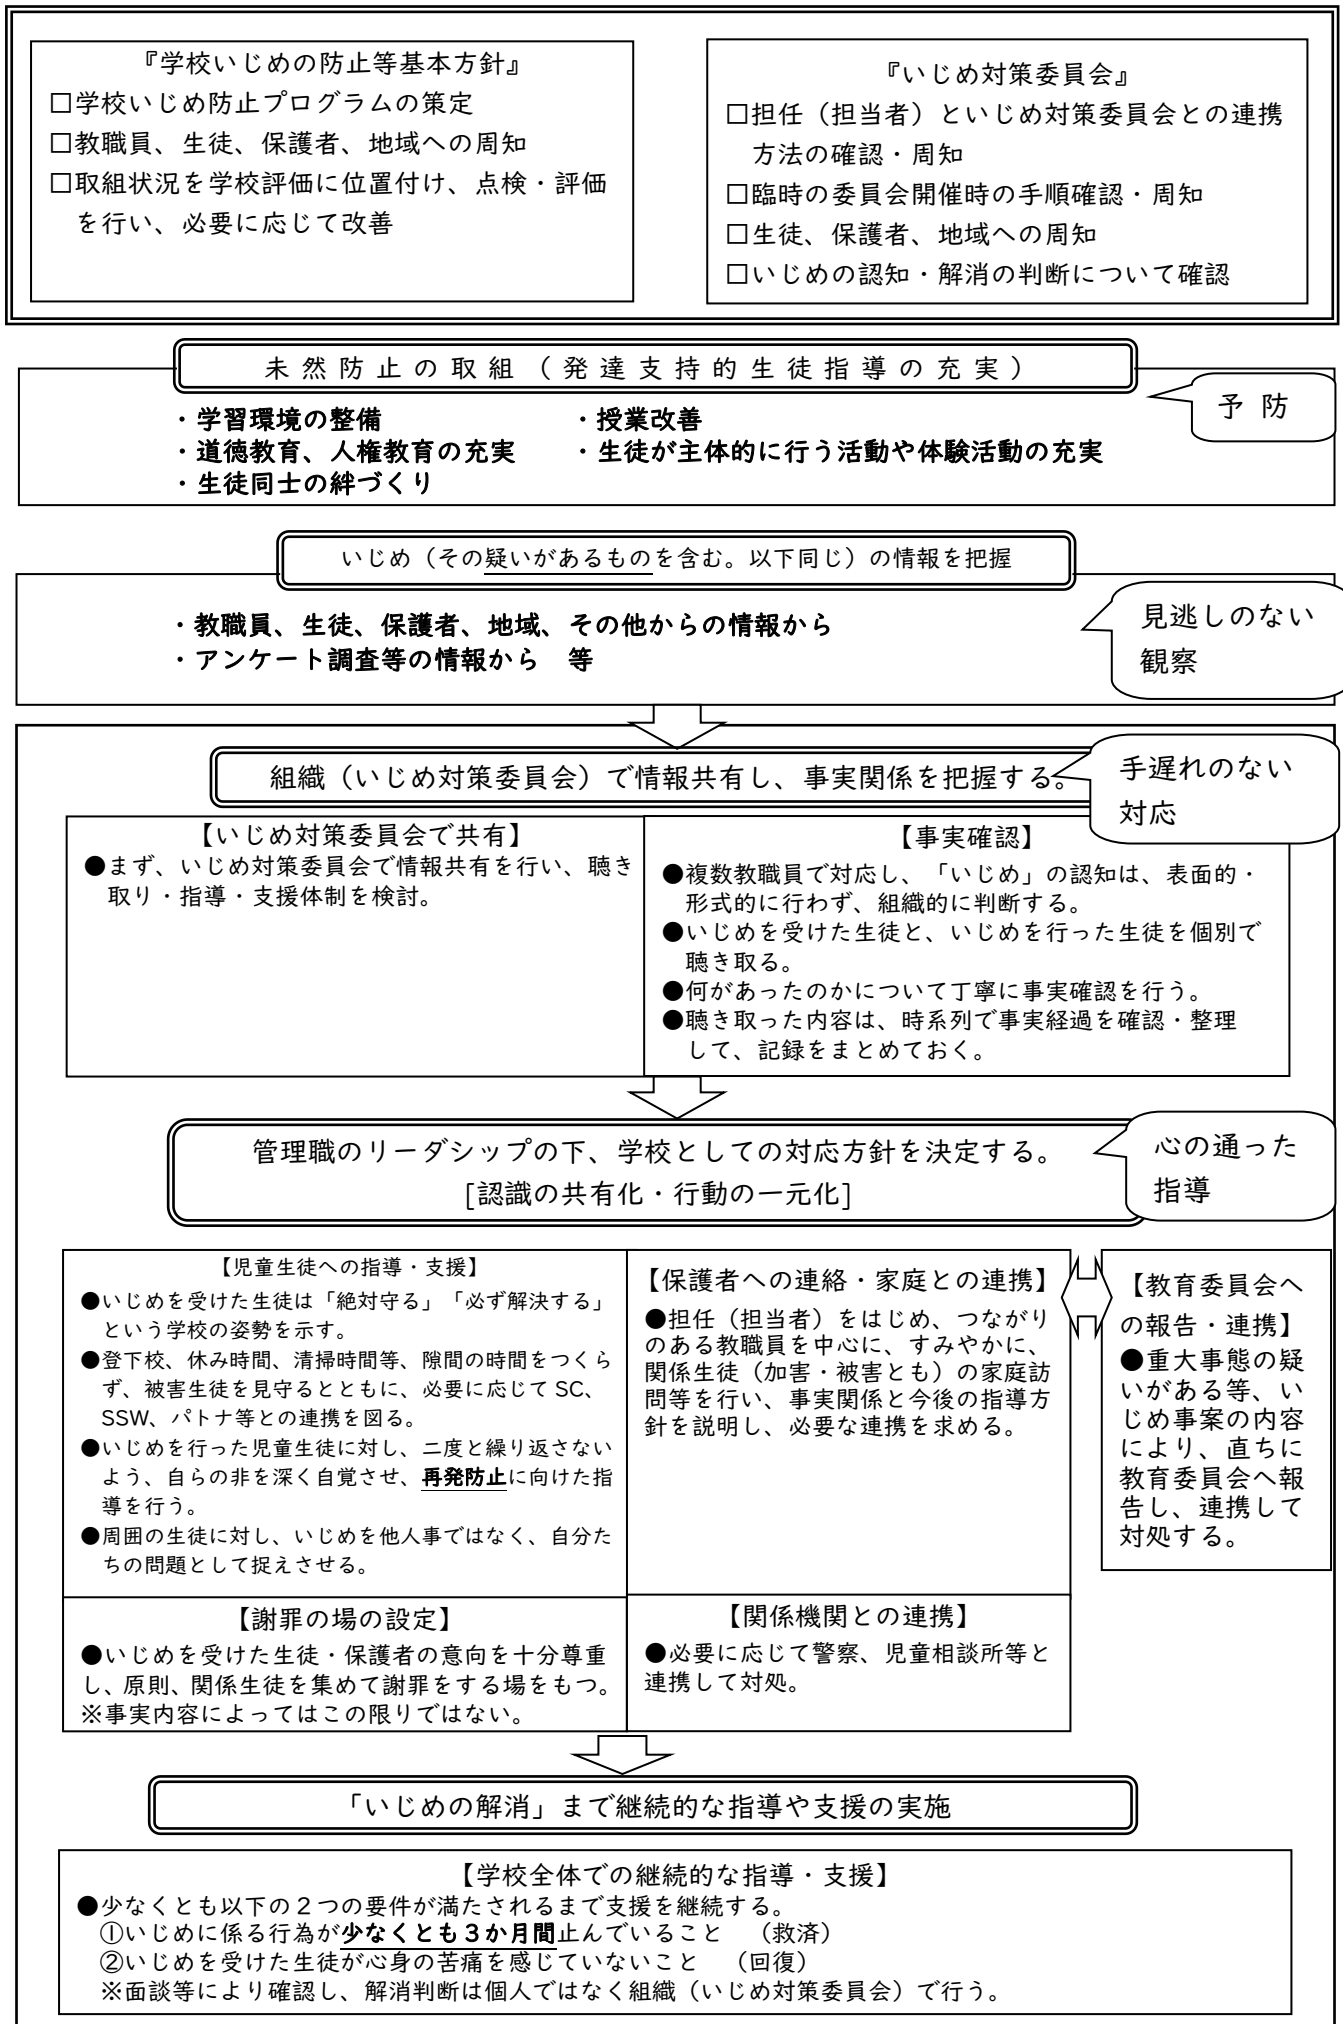 『学校いじめの防止等基本方針』
□学校いじめ防止プログラムの策定
□教職員、生徒、保護者、地域への周知
□取組状況を学校評価に位置付け、点検・評価
を行い、必要に応じて改善
『いじめ対策委員会』
□担任（担当者）といじめ対策委員会との連携
方法の確認・周知
□臨時の委員会開催時の手順確認・周知
□生徒、保護者、地域への周知
□いじめの認知・解消の判断について確認
未然防止の取組（発達支持的生徒指導の充実）
予 防
・学習環境の整備
・授業改善
・道徳教育、人権教育の充実
・生徒が主体的に行う活動や体験活動の充実
・生徒同士の絆づくり
いじめ（その疑いがあるものを含む。以下同じ）の情報を把握
見逃しのない
観察
・教職員、生徒、保護者、地域、その他からの情報から
・アンケート調査等の情報から　等
組織（いじめ対策委員会）で情報共有し、事実関係を把握する。
手遅れのない
対応
【いじめ対策委員会で共有】
●まず、いじめ対策委員会で情報共有を行い、聴き
取り・指導・支援体制を検討。
【事実確認】
●複数教職員で対応し、「いじめ」の認知は、表面的・
形式的に行わず、組織的に判断する。
●いじめを受けた生徒と、いじめを行った生徒を個別で
聴き取る。
●何があったのかについて丁寧に事実確認を行う。
●聴き取った内容は、時系列で事実経過を確認・整理
して、記録をまとめておく。
管理職のリーダシップの下、学校としての対応方針を決定する。
[認識の共有化・行動の一元化]
心の通った
指導
【児童生徒への指導・支援】
●いじめを受けた生徒は「絶対守る」「必ず解決する」
という学校の姿勢を示す。
●登下校、休み時間、清掃時間等、隙間の時間をつくら
ず、被害生徒を見守るとともに、必要に応じて SC、
SSW、パトナ等との連携を図る。
●いじめを行った児童生徒に対し、二度と繰り返さない
よう、自らの非を深く自覚させ、再発防止に向けた指
導を行う。
●周囲の生徒に対し、いじめを他人事ではなく、自分た
ちの問題として捉えさせる。
【保護者への連絡・家庭との連携】
●担任（担当者）をはじめ、つながり
のある教職員を中心に、すみやかに、
関係生徒（加害・被害とも）の家庭訪
問等を行い、事実関係と今後の指導方
針を説明し、必要な連携を求める。
【教育委員会へ
の報告・連携】
●重大事態の疑
いがある等、い
じめ事案の内容
により、直ちに
教育委員会へ報
告し、連携して
対処する。
【謝罪の場の設定】
●いじめを受けた生徒・保護者の意向を十分尊重
し、原則、関係生徒を集めて謝罪をする場をもつ。
※事実内容によってはこの限りではない。
【関係機関との連携】
●必要に応じて警察、児童相談所等と
連携して対処。
「いじめの解消」まで継続的な指導や支援の実施
【学校全体での継続的な指導・支援】
●少なくとも以下の２つの要件が満たされるまで支援を継続する。
①いじめに係る行為が少なくとも３か月間止んでいること　（救済）
②いじめを受けた生徒が心身の苦痛を感じていないこと　（回復）
※面談等により確認し、解消判断は個人ではなく組織（いじめ対策委員会）で行う。